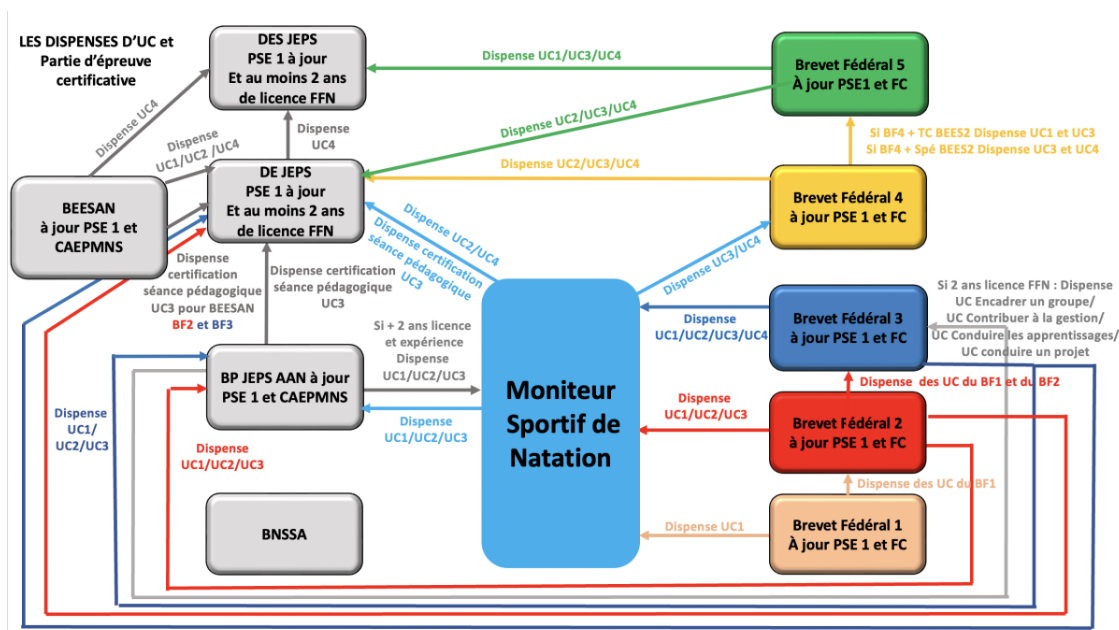 LES DISPENSES D'UC et
Partie d'épreuve
certificative
DES JEPS
PSE 1 à jour
Et au moins 2 ans
de licence FFN
Dispense UC1/UC3/UC4
Brevet Fédéral 5
À jour PSE1 et FC
Dispense UC4
Dispense
UC1/UC2 /UC4
Dispense
UC4
Dispense UC2/UC3/UC4
Si BF4 + TC BEES2 Dispense UC1 et UC3
Si BF4 + Spé BEES2 Dispense UC3 et UC4
BEESAN
à jour PSE 1 et
CAEPMNS
DE JEPS
PSE 1 à jour
Et au moins 2 ans
de licence FFN
Dispense UC2/UC3/UC4
Brevet Fédéral 4
à jour PSE 1 et FC
Dispense
certification
séance pédagogique
UC3 pour BEESAN
BF2 et BF3
Dispense certification
séance pédagogique
UC3
Dispense UC2/UC4
Dispense certification
séance pédagogique
UC3
Dispense UC3/UC4
Si 2 ans licence FFN : Dispense
UC Encadrer un groupe/
UC Contribuer à la gestion/
UC Conduire les apprentissages/
UC conduire un projet
Si + 2 ans licence
et expérience
Dispense
UC1/UC2/UC3
Moniteur
Sportif de
Natation
Dispense
UC1/UC2/UC3/UC4
Brevet Fédéral 3
à jour PSE 1 et FC
BP JEPS AAN à jour
PSE 1 et CAEPMNS
Dispense des UC du BF1 et du BF2
Dispense
UC1/
UC2/UC3
Dispense
UC1/UC2/UC3
Dispense
UC1/UC2/UC3
Dispense
UC1/UC2/UC3
Brevet Fédéral 2
à jour PSE 1 et FC
Dispense des UC du BF1
BNSSA
Dispense UC1
Brevet Fédéral 1
À jour PSE 1 et FC